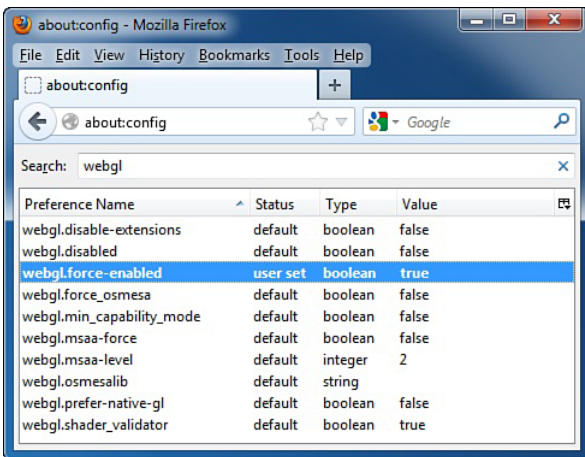 about:config - Mozilla Firefox
File Edit View History Bookmarks Tools Help
about:config
about:config Google
Search: webgl
Preference Name Status Type Value
webgl.disable-extensions default boolean false
webgl.disabled default boolean false
webgl.force-enabled user set boolean true
webgl.force_osmesa default boolean false
webgl.min_capability_mode default boolean false
webgl.msaa-force default boolean false
webgl.msaa-level default integer 2
webgl.osmesalib default string
webgl.prefer-native-gl default boolean false
webgl.shader_validator default boolean true